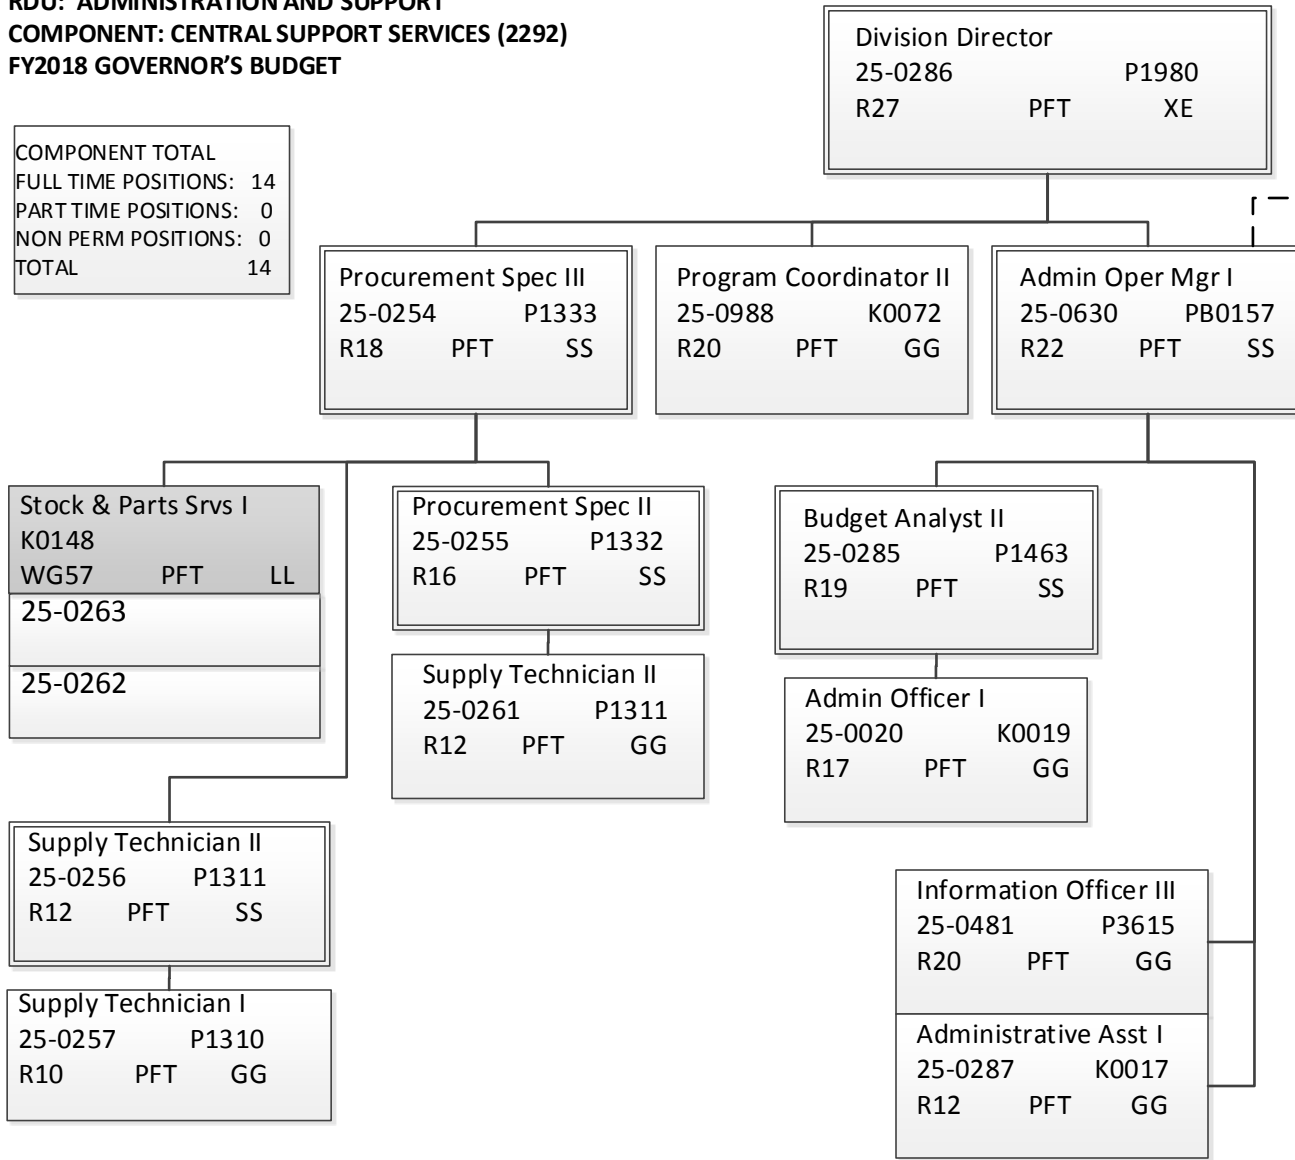 RDU: ADMINISTRATION AND SUPPORT
COMPONENT: CENTRAL SUPPORT SERVICES (2292)
FY2018 GOVERNOR'S BUDGET
Division Director
25-0286 P1980
R27 PFT XE
COMPONENT TOTAL
FULL TIME POSITIONS: 14
PART TIME POSITIONS: 0
NON PERM POSITIONS: 0
TOTAL 14
Procurement Spec III
25-0254 P1333
R18 PFT SS
Program Coordinator II
25-0988 K0072
R20 PFT GG
Admin Oper Mgr I
25-0630 PB0157
R22 PFT SS
Stock & Parts Srvs I
K0148
WG57 PFT LL
25-0263
25-0262
Procurement Spec II
25-0255 P1332
R16 PFT SS
Supply Technician II
25-0261 P1311
R12 PFT GG
Budget Analyst II
25-0285 P1463
R19 PFT SS
Admin Officer I
25-0020 K0019
R17 PFT GG
Supply Technician II
25-0256 P1311
R12 PFT SS
Supply Technician I
25-0257 P1310
R10 PFT GG
Information Officer III
25-0481 P3615
R20 PFT GG
Administrative Asst I
25-0287 K0017
R12 PFT GG